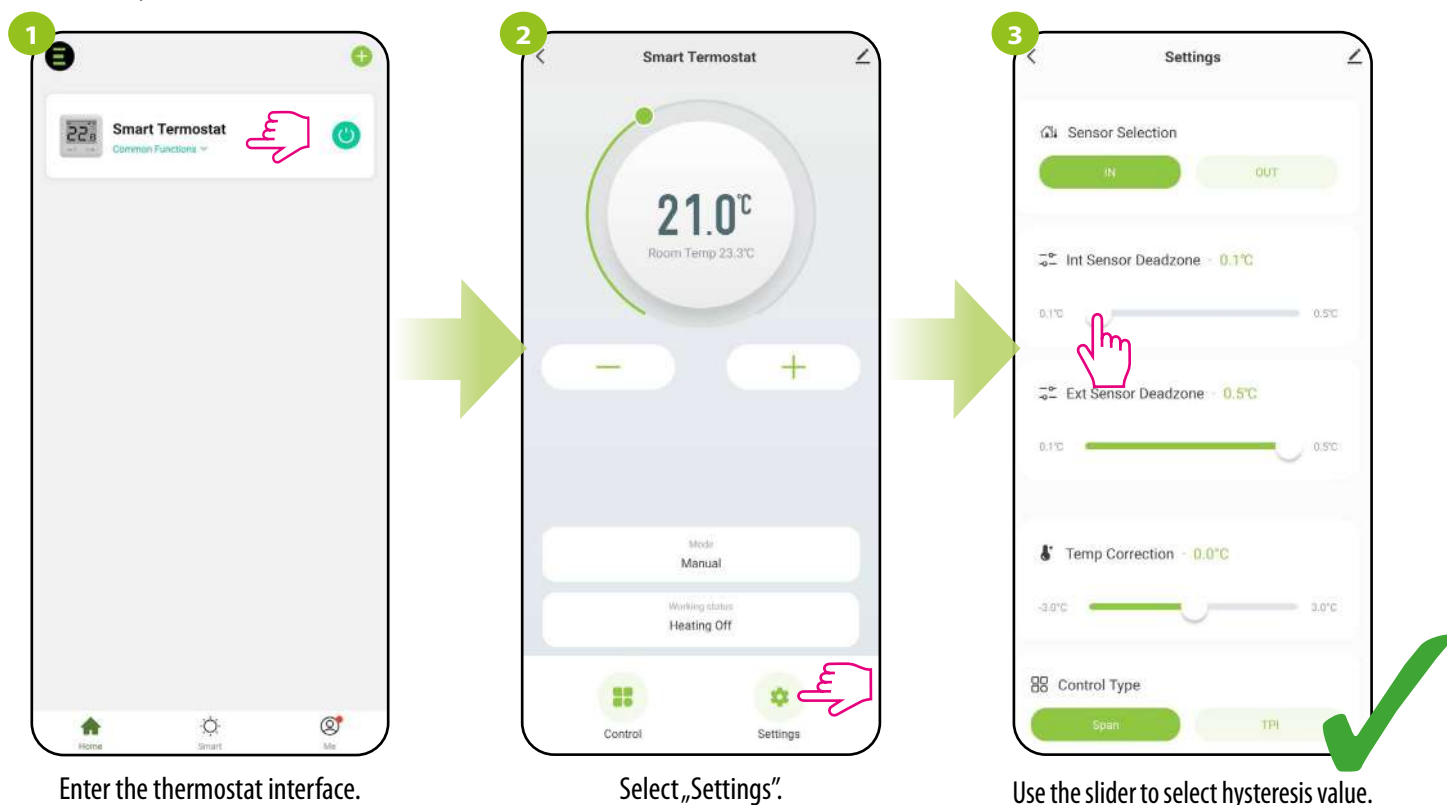 1
Smart Termostat
Common Functions
Home
Smart
Me
Enter the thermostat interface.
2
Smart Termostat
21.0°C
Room Temp 23.3°C
Mode
Manual
Working status
Heating Off
Control
Settings
Select „Settings”.
3
Settings
Sensor Selection
IN
OUT
Int Sensor Deadzone - 0.1°C
0.1°C
0.5°C
Ext Sensor Deadzone - 0.5°C
0.1°C
0.5°C
Temp Correction - 0.0°C
-3.0°C
3.0°C
Control Type
Span
TPI
Use the slider to select hysteresis value.